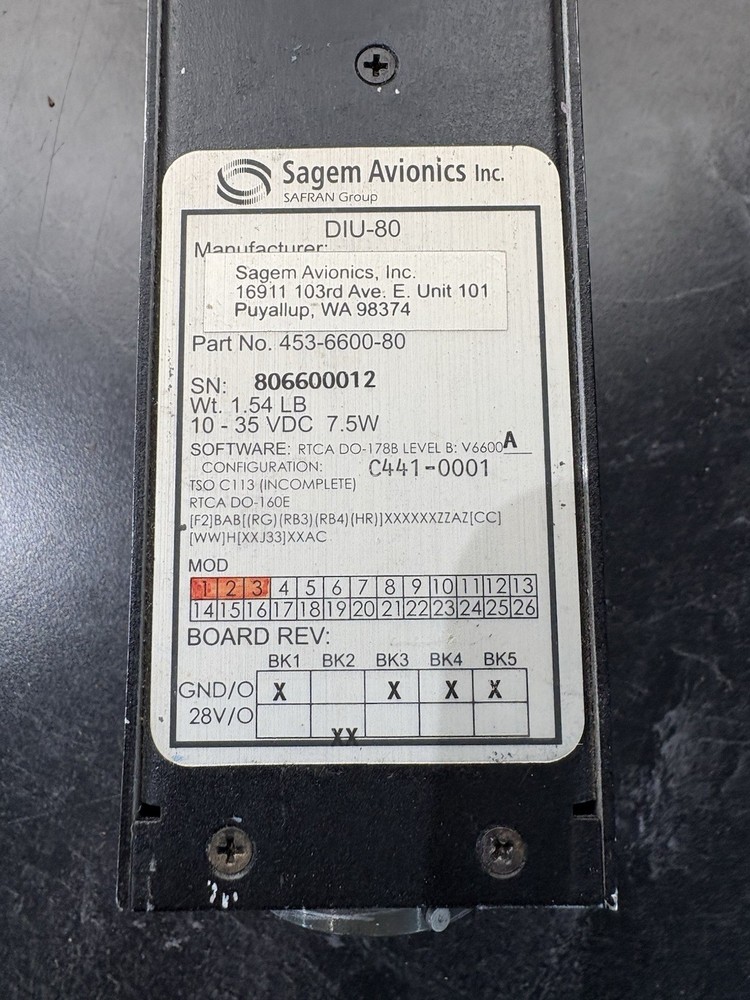 Sagem Avionics Inc.
SAFRAN Group
DIU-80
Manufacturer:
Sagem Avionics, Inc.
16911 103rd Ave. E. Unit 101
Puyallup, WA 98374
Part No. 453-6600-80
SN: 806600012
Wt. 1.54 LB
10 - 35 VDC 7.5W
SOFTWARE: RTCA DO-178B LEVEL B: V6600A
CONFIGURATION: C441-0001
TSO C113 (INCOMPLETE)
RTCA DO-160E
[F2]BAB[(RG)(RB3)(RB4)(HR)]XXXXXXZZAZ[CC]
[WW]H[XXJ33]XXAC
MOD
1 2 3 4 5 6 7 8 9 10 11 12 13
14 15 16 17 18 19 20 21 22 23 24 25 26
BOARD REV:
BK1 BK2 BK3 BK4 BK5
GND/O X X X X
28V/O XX